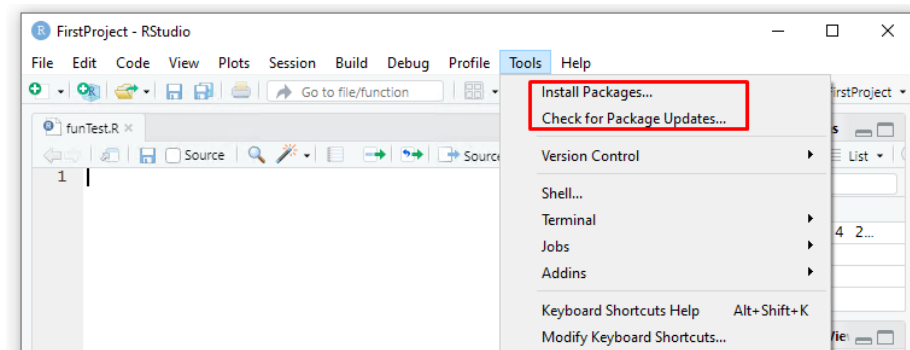 R FirstProject - RStudio
File Edit Code View Plots Session Build Debug Profile Tools Help
Go to file/function
funTest.R
Source
Source
List
1
Install Packages...
Check for Package Updates...
Version Control
Shell...
Terminal
Jobs
Addins
Keyboard Shortcuts Help Alt+Shift+K
Modify Keyboard Shortcuts...
4 2...